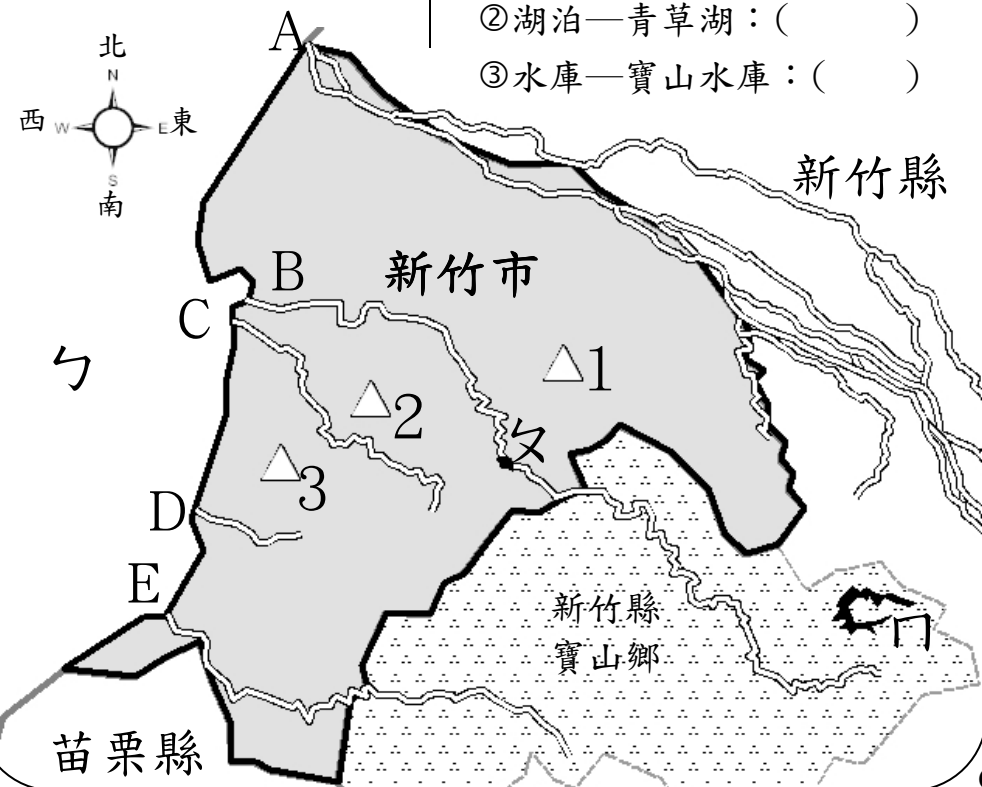 ②湖泊—青草湖：(　　　)
③水庫—寶山水庫：(　　)
北
N
西 W E 東
S
南
A
新竹縣
B
新竹市
C
ㄅ
1
2
ㄆ
3
D
E
新竹縣
寶山鄉
ㄇ
苗栗縣